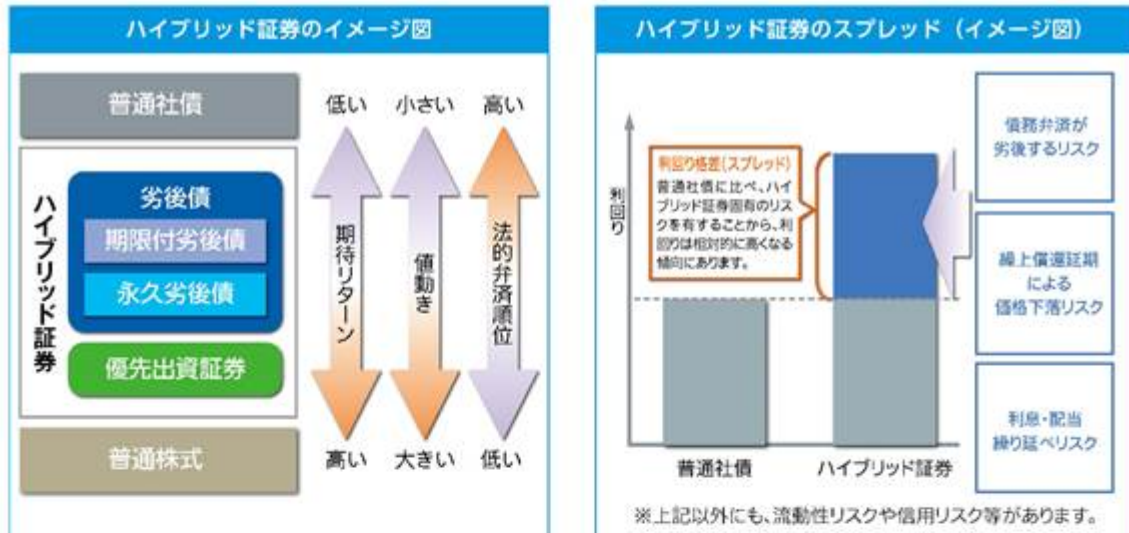 ハイブリッド証券のイメージ図
普通社債
低い 小さい 高い
ハイブリッド証券
劣後債
期限付劣後債
永久劣後債
優先出資証券
期待リターン
値動き
法的弁済順位
普通株式
高い 大きい 低い
ハイブリッド証券のスプレッド（イメージ図）
利回り
利回り格差(スプレッド)
普通社債に比べ、ハイ
ブリッド証券固有のリス
クを有することから、利
回りは相対的に高くなる
傾向にあります。
債務弁済が
劣後するリスク
繰上償還延期
による
価格下落リスク
利息・配当
繰り延べリスク
普通社債
ハイブリッド証券
※上記以外にも、流動性リスクや信用リスク等があります。